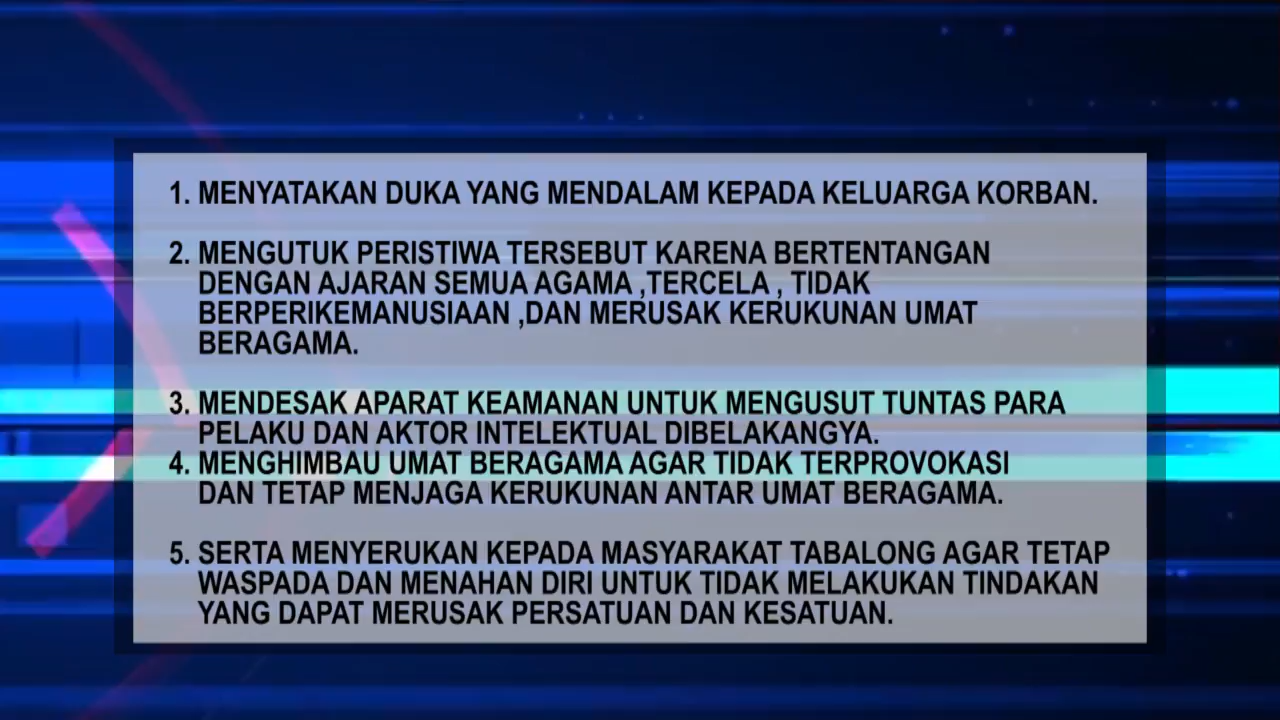 1. MENYATAKAN DUKA YANG MENDALAM KEPADA KELUARGA KORBAN.
2. MENGUTUK PERISTIWA TERSEBUT KARENA BERTENTANGAN
DENGAN AJARAN SEMUA AGAMA ,TERCELA , TIDAK
BERPERIKEMANUSIAAN ,DAN MERUSAK KERUKUNAN UMAT
BERAGAMA.
3. MENDESAK APARAT KEAMANAN UNTUK MENGUSUT TUNTAS PARA
PELAKU DAN AKTOR INTELEKTUAL DIBELAKANGYA.
4. MENGHIMBAU UMAT BERAGAMA AGAR TIDAK TERPROVOKASI
DAN TETAP MENJAGA KERUKUNAN ANTAR UMAT BERAGAMA.
5. SERTA MENYERUKAN KEPADA MASYARAKAT TABALONG AGAR TETAP
WASPADA DAN MENAHAN DIRI UNTUK TIDAK MELAKUKAN TINDAKAN
YANG DAPAT MERUSAK PERSATUAN DAN KESATUAN.